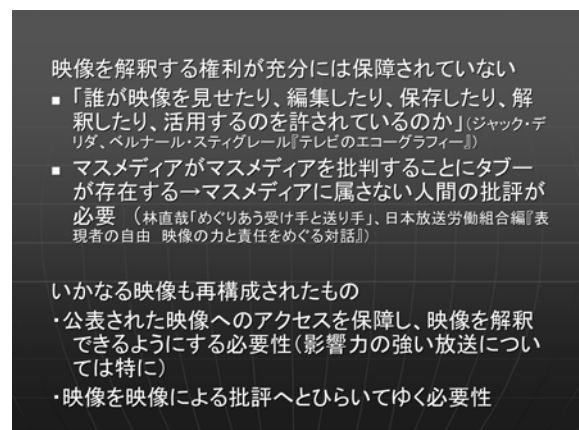 映像を解釈する権利が充分には保障されていない
■ 「誰が映像を見せたり、編集したり、保存したり、解
釈したり、活用するのを許されているのか」(ジャック・デ
リダ、ベルナール・スティグレール『テレビのエコーグラフィー』)
■ マスメディアがマスメディアを批判することにタブー
が存在する→マスメディアに属さない人間の批評が
必要 (林直哉「めぐりあう受け手と送り手」、日本放送労働組合編『表
現者の自由 映像の力と責任をめぐる対話』)
いかなる映像も再構成されたもの
・公表された映像へのアクセスを保障し、映像を解釈
できるようにする必要性(影響力の強い放送につい
ては特に)
・映像を映像による批評へとひらいてゆく必要性